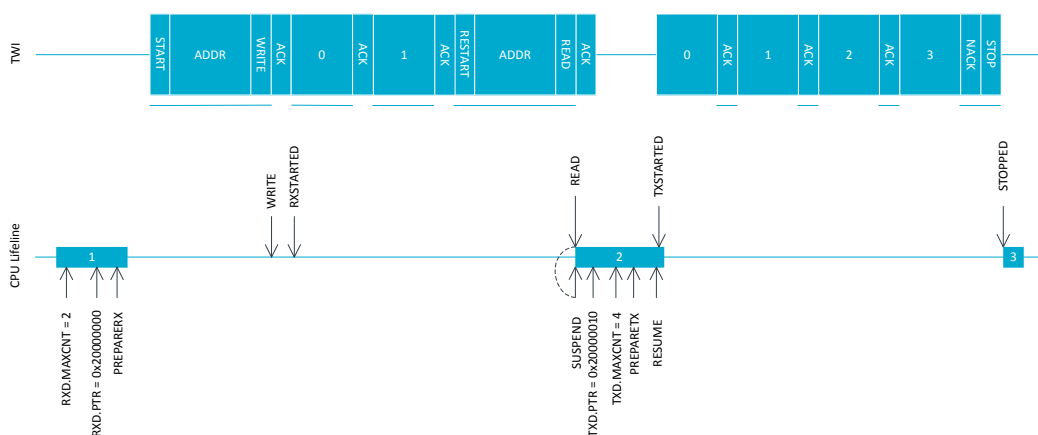 TWI
START
ADDR
WRITE
ACK
0
ACK
1
ACK
RESTART
ADDR
READ
ACK
0
ACK
1
ACK
2
ACK
3
NACK
STOP
CPU Lifeline
WRITE
RXSTARTED
READ
TXSTARTED
STOPPED
1
2
3
RXD.MAXCNT = 2
RXD.PTR = 0x20000000
PREPARERX
SUSPEND
TXD.PTR = 0x20000010
TXD.MAXCNT = 4
PREPARETX
RESUME